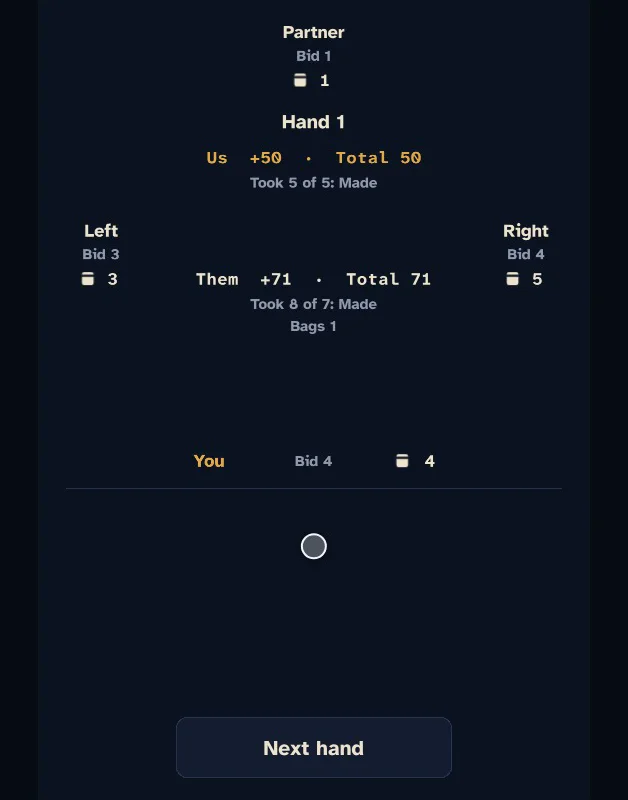 Partner
Bid 1
1
Hand 1
Us +50 · Total 50
Took 5 of 5: Made
Left
Bid 3
3
Right
Bid 4
5
Them +71 · Total 71
Took 8 of 7: Made
Bags 1
You Bid 4 4
Next hand